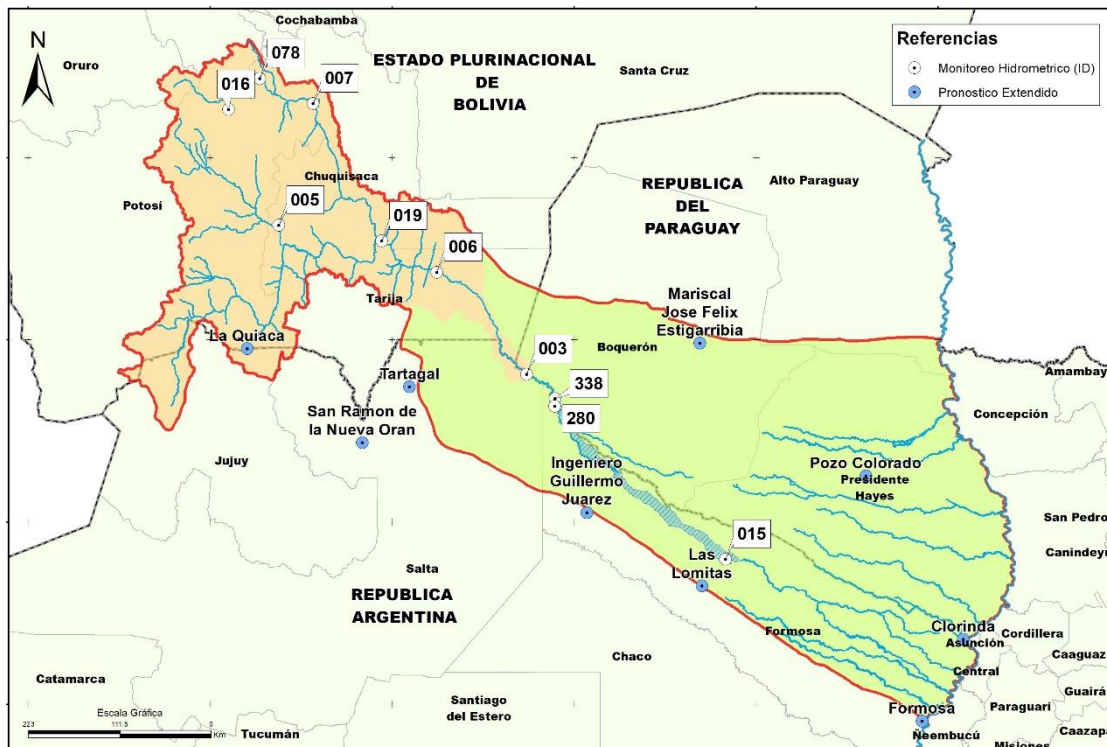 Cochabamba
N
Oruro
078
ESTADO PLURINACIONAL
DE
BOLIVIA
Santa Cruz
Referencias
Monitoreo Hidrometrico (ID)
Pronostico Extendido
016
007
Chuquisaca
Potosí
005
019
006
REPUBLICA
DEL
PARAGUAY
Alto Paraguay
Tarija
La Quiaca
Mariscal
Jose Felix
Estigarribia
Boquerón
003
Tartagal
338
280
Amambay
Concepción
San Ramon de
la Nueva Oran
Jujuy
Ingeniero
Guillermo
Juarez
Pozo Colorado
Presidente
Hayes
San Pedro
Canindeyu
015
Las
Lomitas
Salta
REPUBLICA
ARGENTINA
Formosa
Clorinda
Asunción
Cordillera
Chaco
Central
Caaguaz
Guairá
Catamarca
Santiago
del Estero
Paraguarí
Formosa
Ñeembucú
Caazapa
Misiones
Escala Gráfica
223
111.5
0
Km
Tucumán